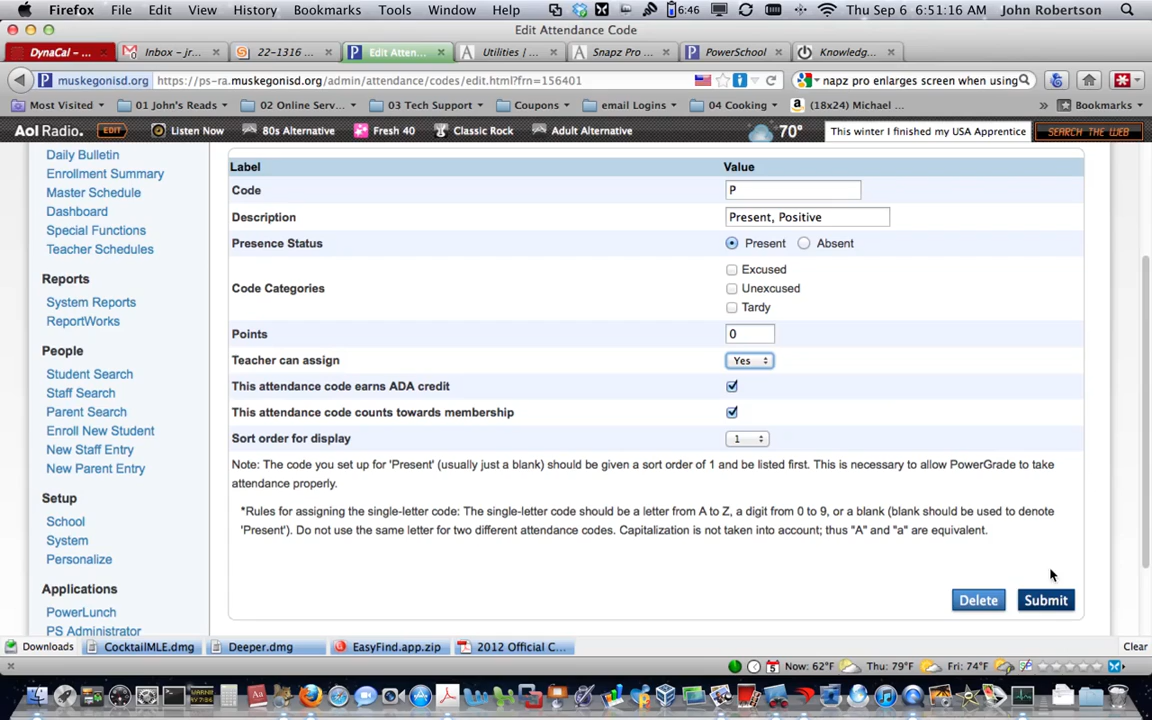 Firefox File Edit View History Bookmarks Tools Window Help 6:46 Thu Sep 6 6:51:16 AM John Robertson
Edit Attendance Code
DynaCal Inbox – jr... 22-1316 ... Edit Atten... Utilities | ... Snapz Pro ... PowerSchool Knowledg...
muskegonisd.org https://ps-ra.muskegonisd.org/admin/attendance/codes/edit.html?frn=156401 napz pro enlarges screen when using
Most Visited 01 John's Reads 02 Online Serv... 03 Tech Support Coupons email Logins 04 Cooking (18x24) Michael ... » Bookmarks
Aol Radio. EDIT Listen Now 80s Alternative Fresh 40 Classic Rock Adult Alternative 70° This winter I finished my USA Apprentice SEARCH THE WEB
Daily Bulletin
Enrollment Summary
Master Schedule
Dashboard
Special Functions
Teacher Schedules
Reports
System Reports
ReportWorks
People
Student Search
Staff Search
Parent Search
Enroll New Student
New Staff Entry
New Parent Entry
Setup
School
System
Personalize
Applications
PowerLunch
PS Administrator
Label Value
Code P
Description Present, Positive
Presence Status Present Absent
Code Categories
Excused
Unexcused
Tardy
Points 0
Teacher can assign Yes
This attendance code earns ADA credit
This attendance code counts towards membership
Sort order for display 1
Note: The code you set up for 'Present' (usually just a blank) should be given a sort order of 1 and be listed first. This is necessary to allow PowerGrade to take
attendance properly.
*Rules for assigning the single-letter code: The single-letter code should be a letter from A to Z, a digit from 0 to 9, or a blank (blank should be used to denote
'Present'). Do not use the same letter for two different attendance codes. Capitalization is not taken into account; thus "A" and "a" are equivalent.
Delete Submit
Downloads CocktailMLE.dmg Deeper.dmg EasyFind.app.zip 2012 Official C... Clear
Now: 62°F Thu: 79°F Fri: 74°F